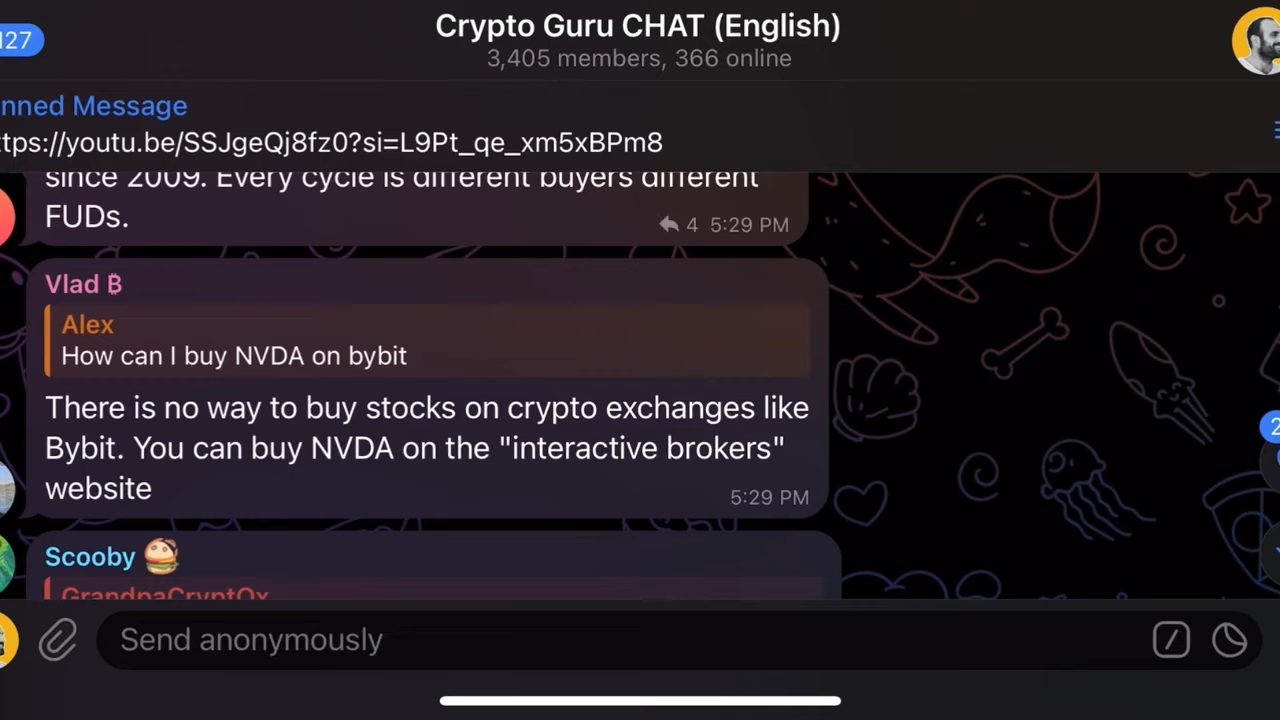 127
Crypto Guru CHAT (English)
3,405 members, 366 online
nned Message
ttps://youtu.be/SSJgeQj8fz0?si=L9Pt_qe_xm5xBPm8
since 2009. Every cycle is different buyers different
FUDs.
4 5:29 PM
Vlad ₿
Alex
How can I buy NVDA on bybit
There is no way to buy stocks on crypto exchanges like
Bybit. You can buy NVDA on the "interactive brokers"
website
5:29 PM
2
Scooby
GrandpaCryptOx
Send anonymously